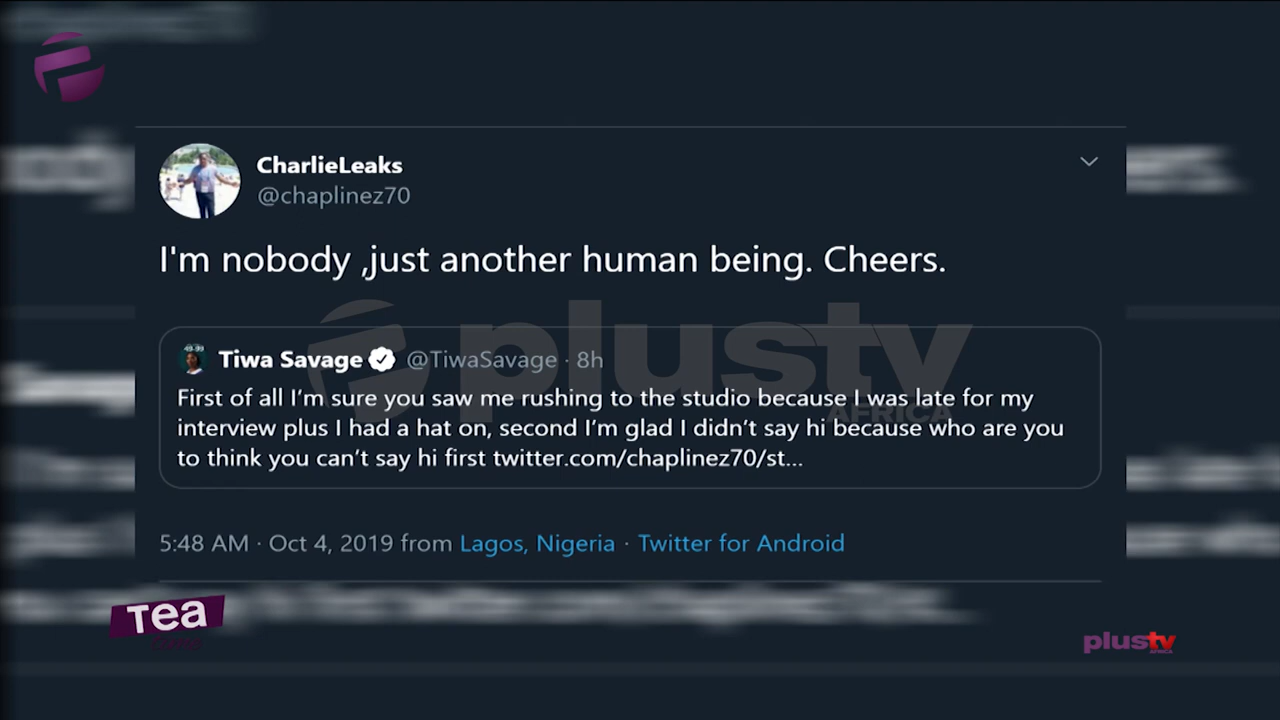 CharlieLeaks
@chaplinez70
I'm nobody ,just another human being. Cheers.
plustv
AFRICA
Tiwa Savage @TiwaSavage · 8h
First of all I'm sure you saw me rushing to the studio because I was late for my
interview plus I had a hat on, second I'm glad I didn't say hi because who are you
to think you can't say hi first twitter.com/chaplinez70/st...
5:48 AM · Oct 4, 2019 from Lagos, Nigeria · Twitter for Android
Tea
plustv
AFRICA